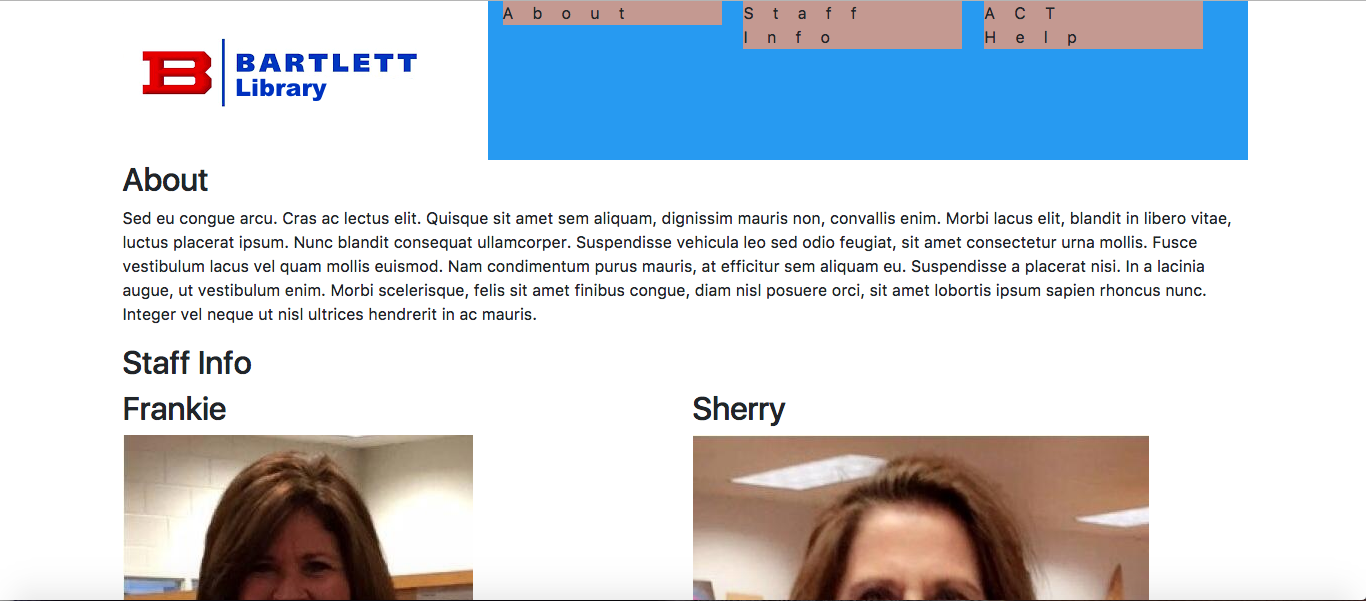 About
Staff
Info
ACT
Help
B
BARTLETT
Library
About
Sed eu congue arcu. Cras ac lectus elit. Quisque sit amet sem aliquam, dignissim mauris non, convallis enim. Morbi lacus elit, blandit in libero vitae,
luctus placerat ipsum. Nunc blandit consequat ullamcorper. Suspendisse vehicula leo sed odio feugiat, sit amet consectetur urna mollis. Fusce
vestibulum lacus vel quam mollis euismod. Nam condimentum purus mauris, at efficitur sem aliquam eu. Suspendisse a placerat nisi. In a lacinia
augue, ut vestibulum enim. Morbi scelerisque, felis sit amet finibus congue, diam nisl posuere orci, sit amet lobortis ipsum sapien rhoncus nunc.
Integer vel neque ut nisl ultrices hendrerit in ac mauris.
Staff Info
Frankie
Sherry